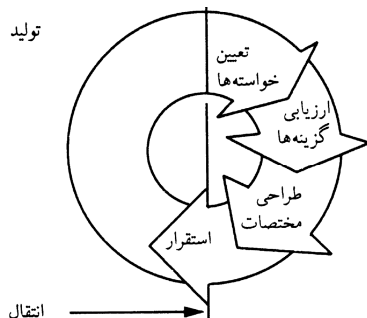 تولید
تعیین
خواسته‌ها
ارزیابی
گزینه‌ها
طراحی
مختصات
استقرار
انتقال